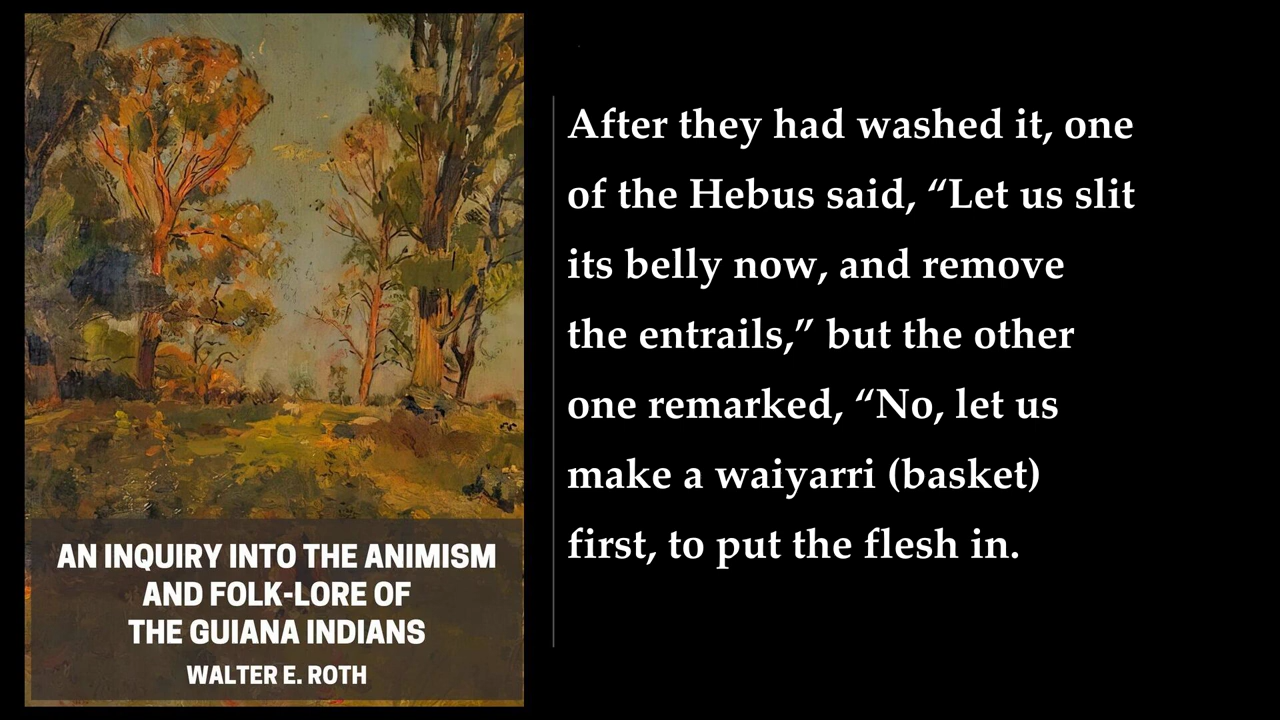 AN INQUIRY INTO THE ANIMISM
AND FOLK-LORE OF
THE GUIANA INDIANS
WALTER E. ROTH
After they had washed it, one
of the Hebus said, “Let us slit
its belly now, and remove
the entrails,” but the other
one remarked, “No, let us
make a waiyarri (basket)
first, to put the flesh in.